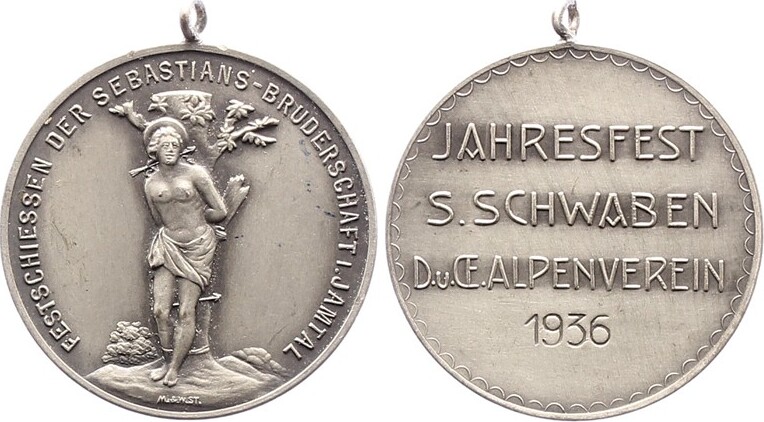 FESTSCHIESSEN DER SEBASTIANS-BRUDERSCHAFT I. JAMTAL
JAHRESFEST
S. SCHWABEN
D.u.Œ. ALPENVEREIN
1936